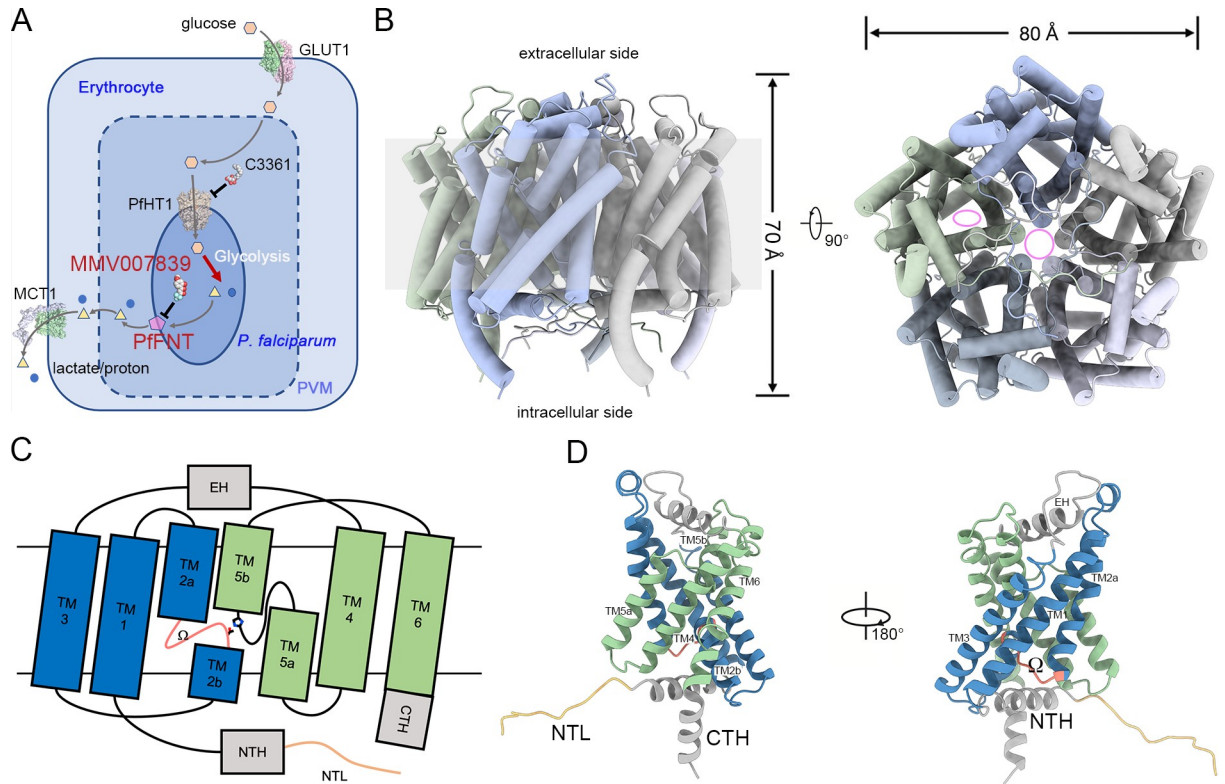 A
glucose
GLUT1
Erythrocyte
C3361
PfHT1
Glycolysis
MMV007839
MCT1
PfFNT
P. falciparum
lactate/proton
PVM
B
extracellular side
70 Å
intracellular side
90°
80 Å
C
EH
TM
3
TM
1
TM
2a
TM
5b
TM
4
TM
6
Ω
TM
2b
TM
5a
CTH
NTH
NTL
D
TM5b
TM6
TM5a
TM4
TM2b
NTL
CTH
180°
EH
TM2a
TM1
TM3
Ω
NTH